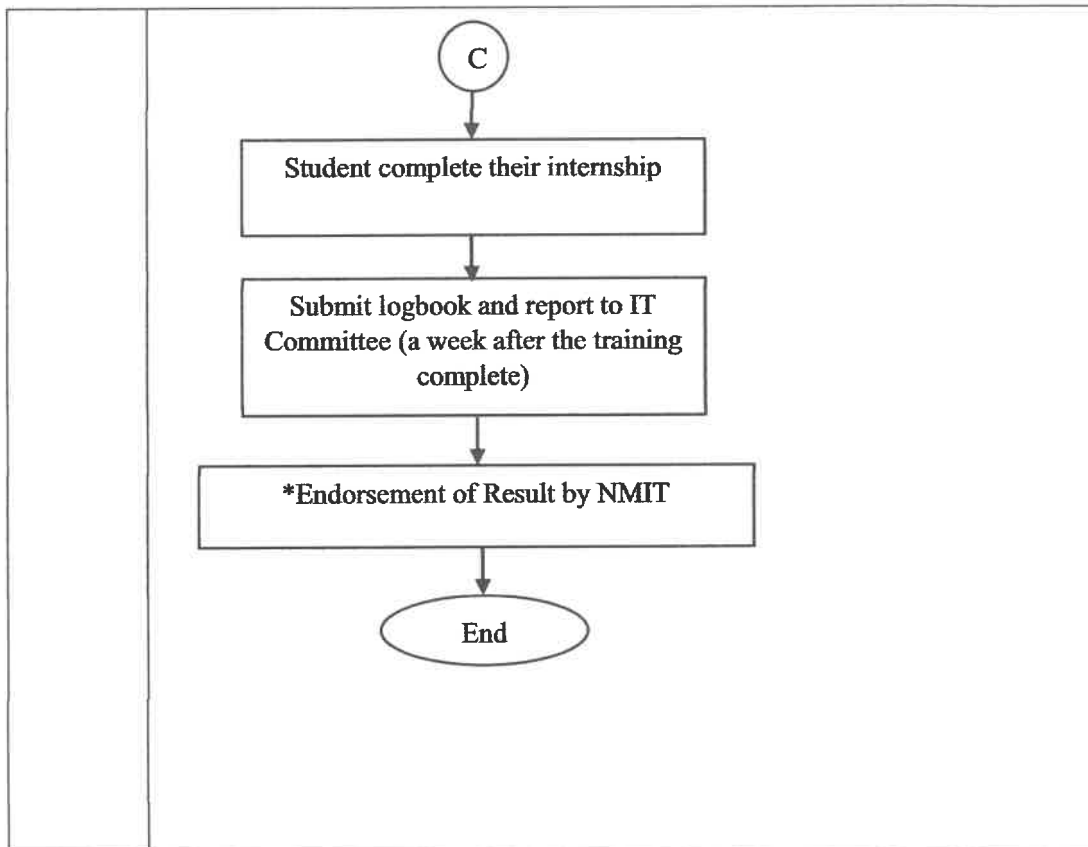 C
Student complete their internship
Submit logbook and report to IT
Committee (a week after the training
complete)
*Endorsement of Result by NMIT
End